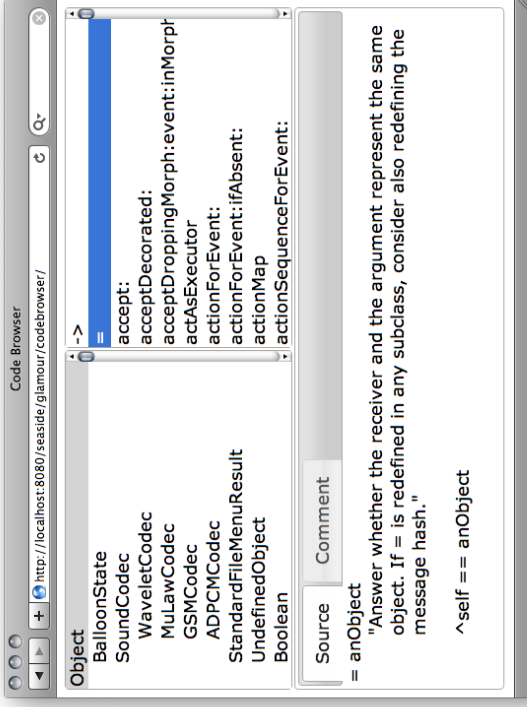 Code Browser
http://localhost:8080/seaside/glamour/codebrowser/
Object
BalloonState
SoundCodec
WaveletCodec
MuLawCodec
GSMCodec
ADPCMCodec
StandardFileMenuResult
UndefinedObject
Boolean
->
=
accept:
acceptDecorated:
acceptDroppingMorph:event:inMorph
actAsExecutor
actionForEvent:
actionForEvent:ifAbsent:
actionMap
actionSequenceForEvent:
Source Comment
= anObject
"Answer whether the receiver and the argument represent the same
object. If = is redefined in any subclass, consider also redefining the
message hash."
^self == anObject